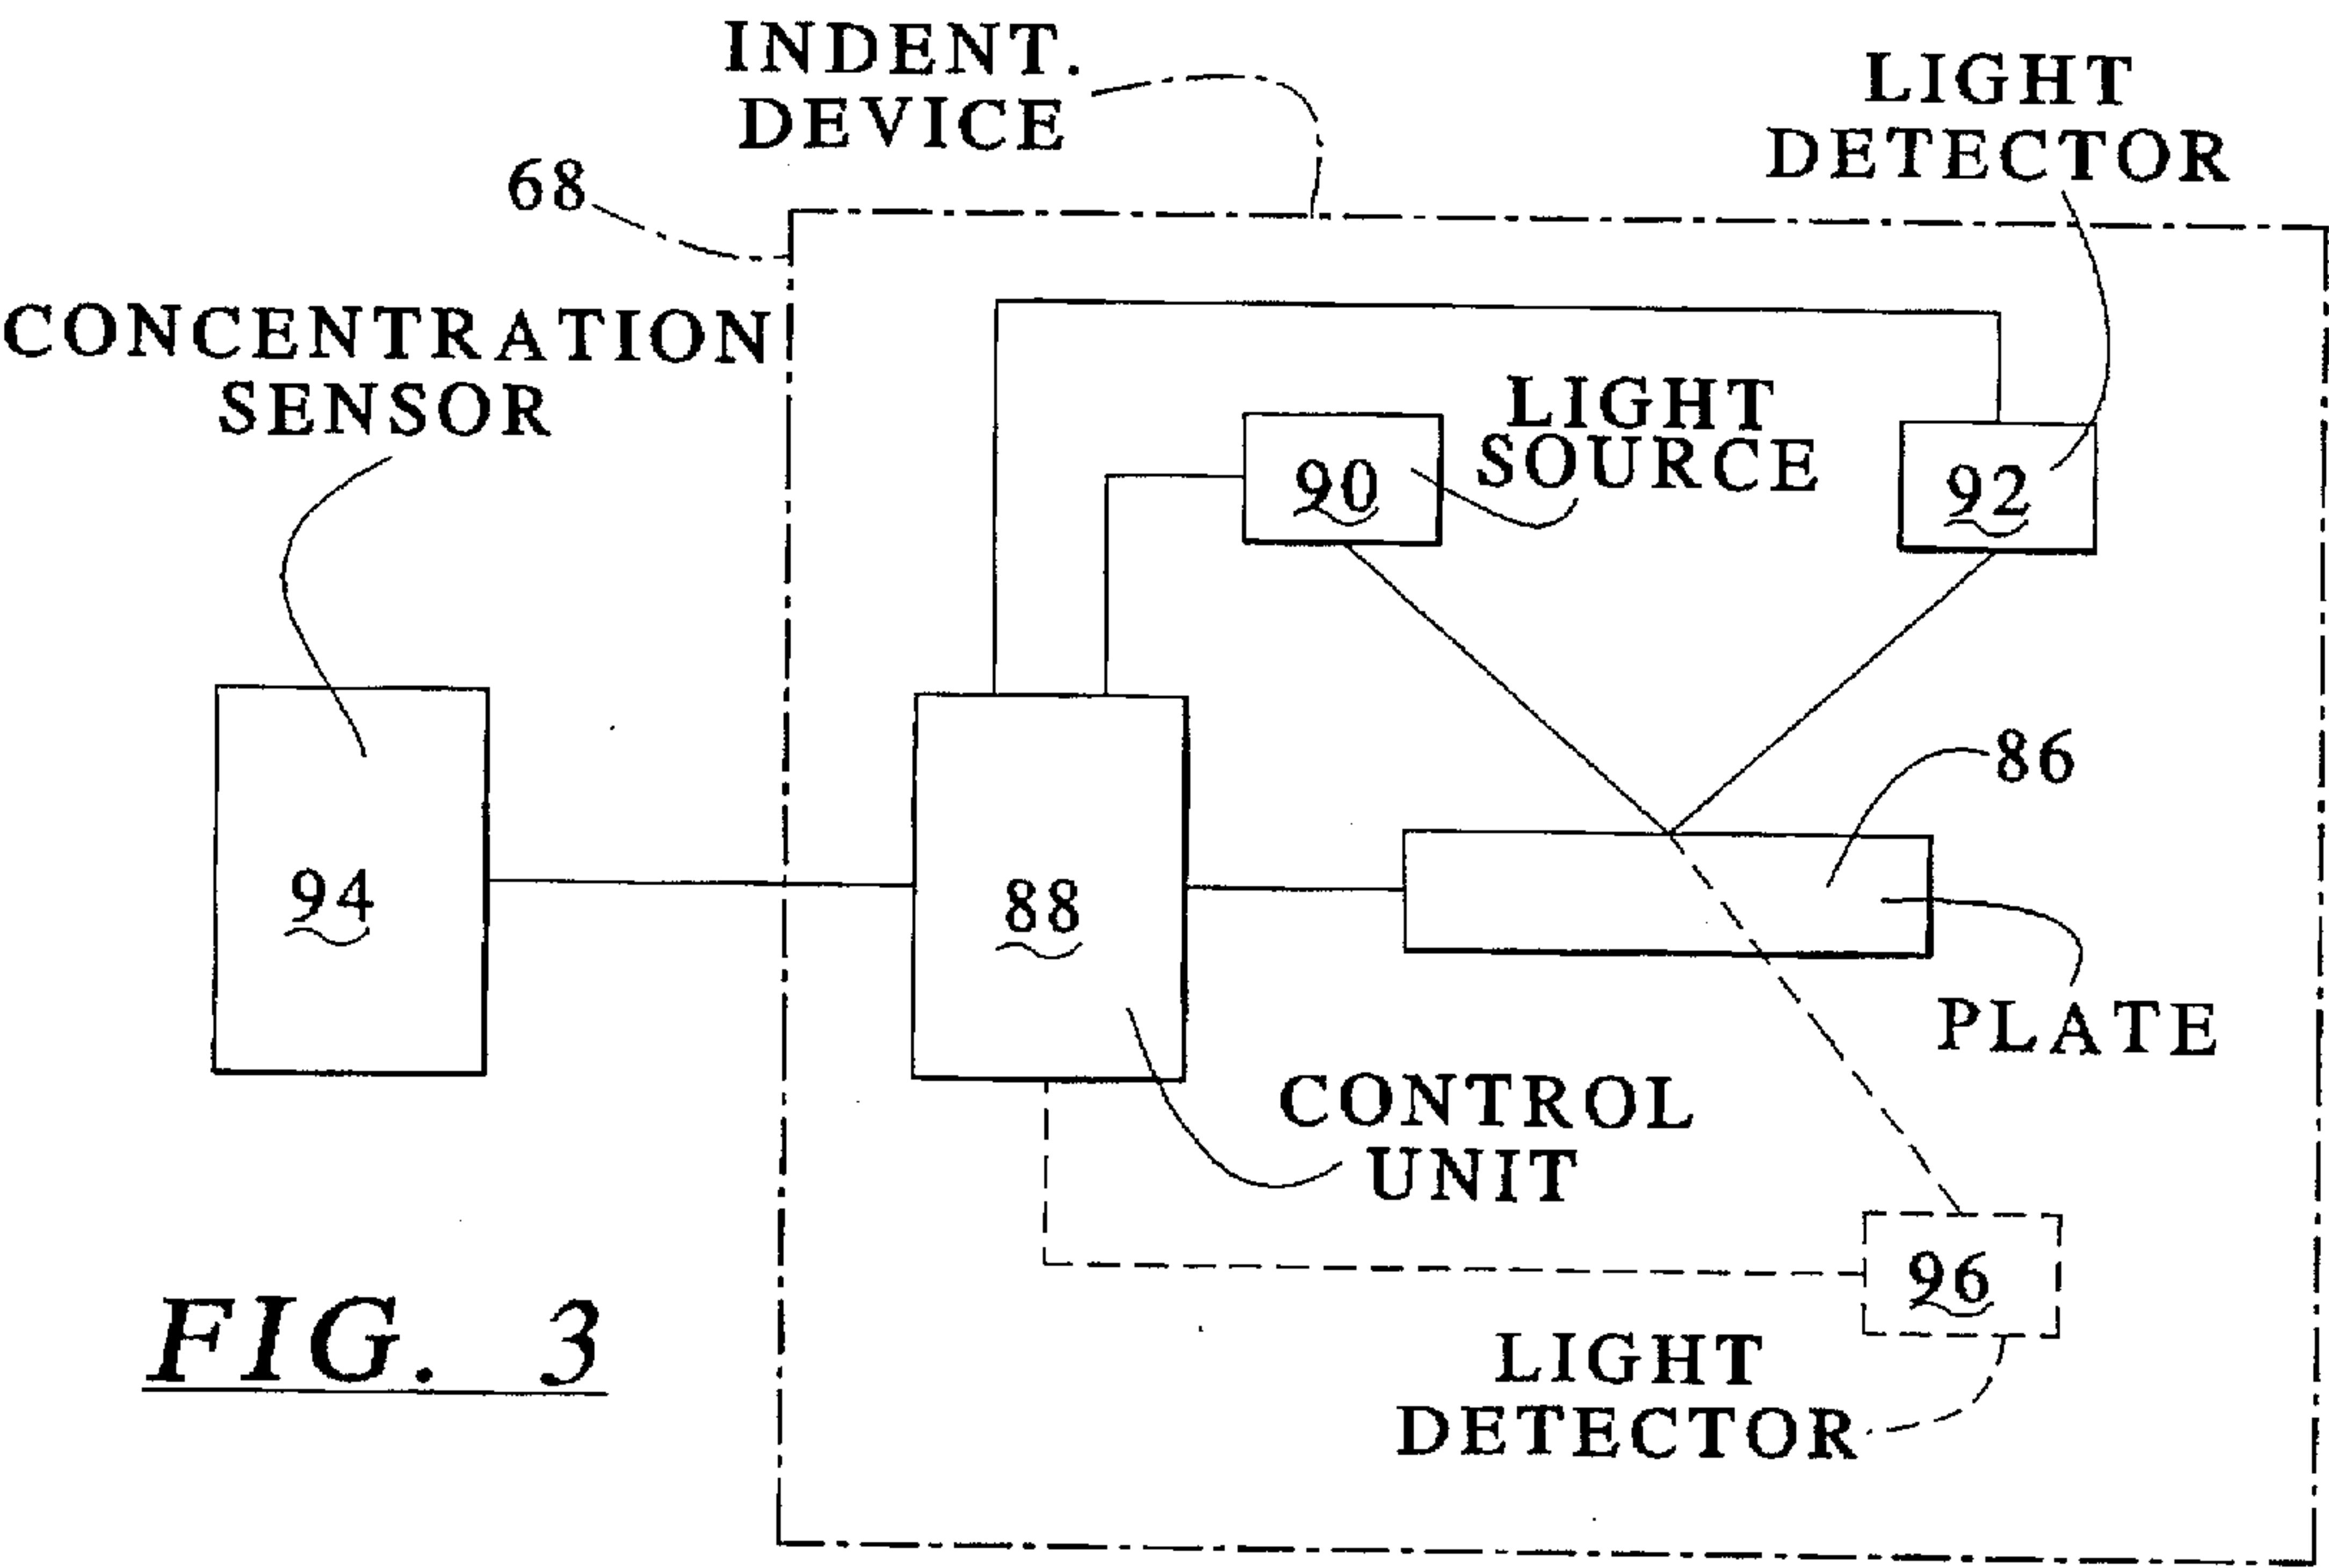 INDENT.
DEVICE
LIGHT
DETECTOR
68
CONCENTRATION
SENSOR
LIGHT
SOURCE
90
92
86
94
88
PLATE
CONTROL
UNIT
96
LIGHT
DETECTOR
FIG. 3